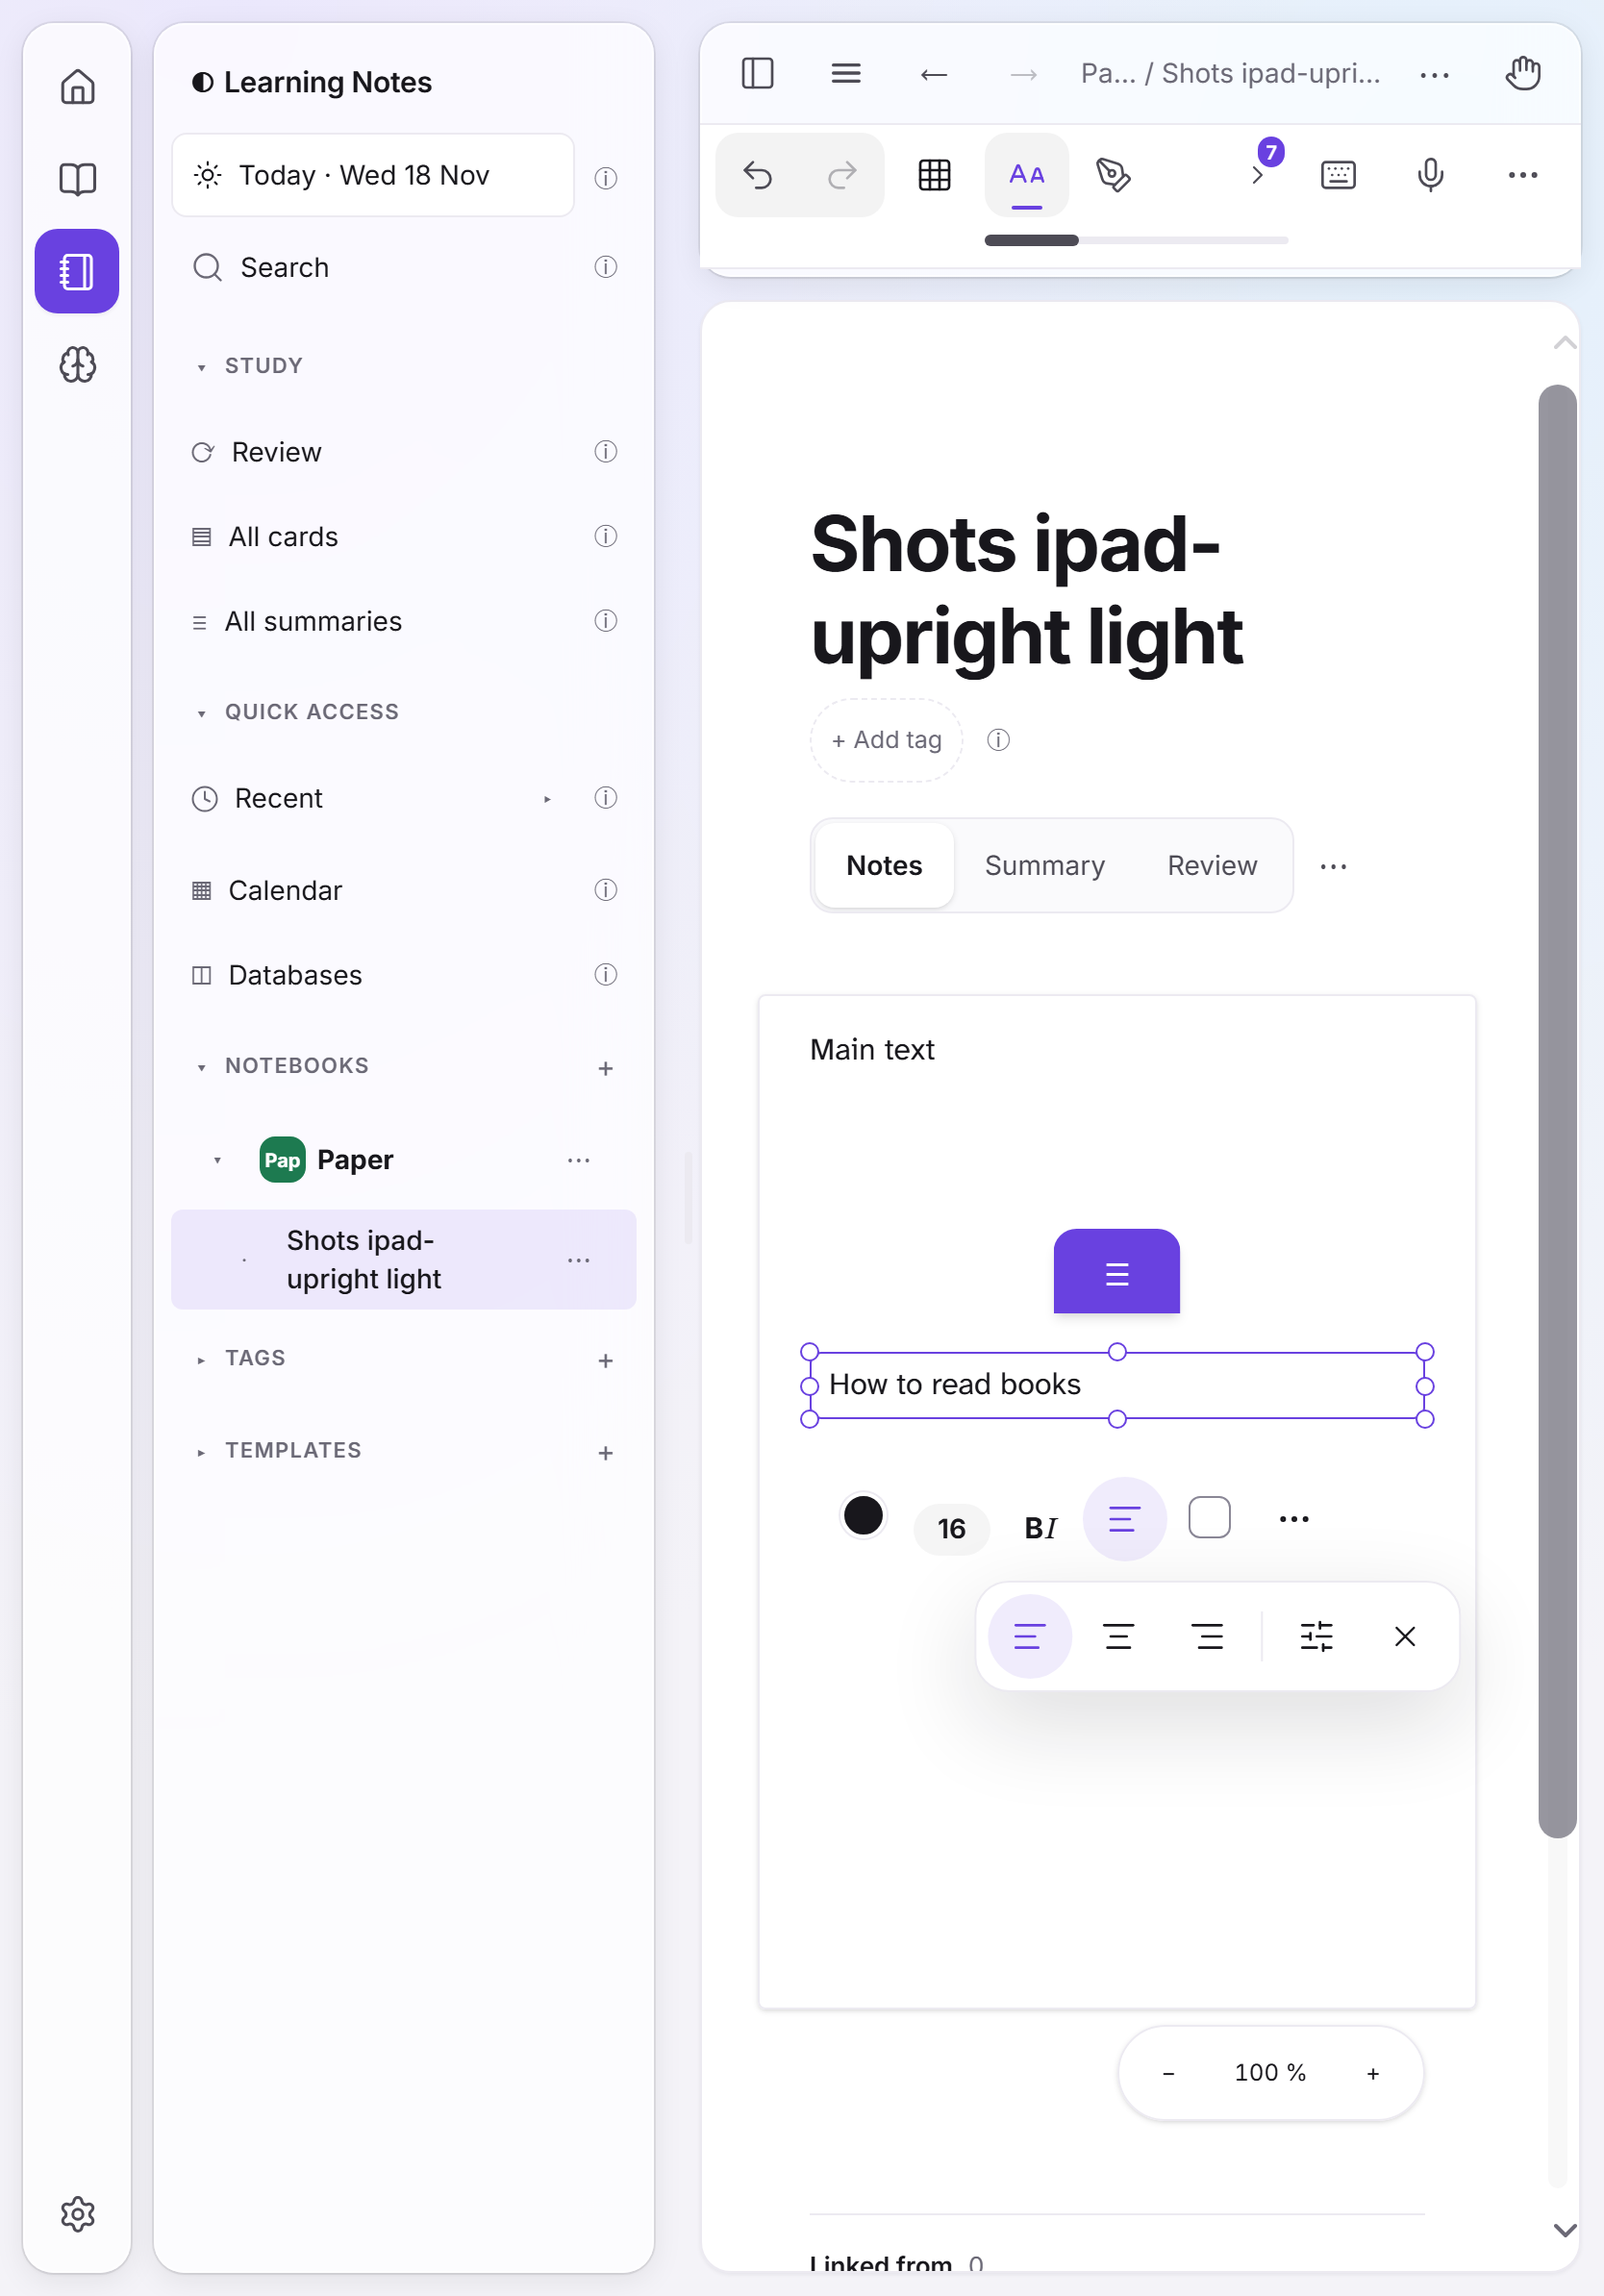 Learning Notes
Today · Wed 18 Nov
Search
STUDY
Review
All cards
All summaries
QUICK ACCESS
Recent
Calendar
Databases
NOTEBOOKS
Pap Paper
Shots ipad-
upright light
TAGS
TEMPLATES
Pa... / Shots ipad-upri...
7
Shots ipad-
upright light
+ Add tag
Notes Summary Review
Main text
How to read books
16 BI
− 100 % +
Linked from 0